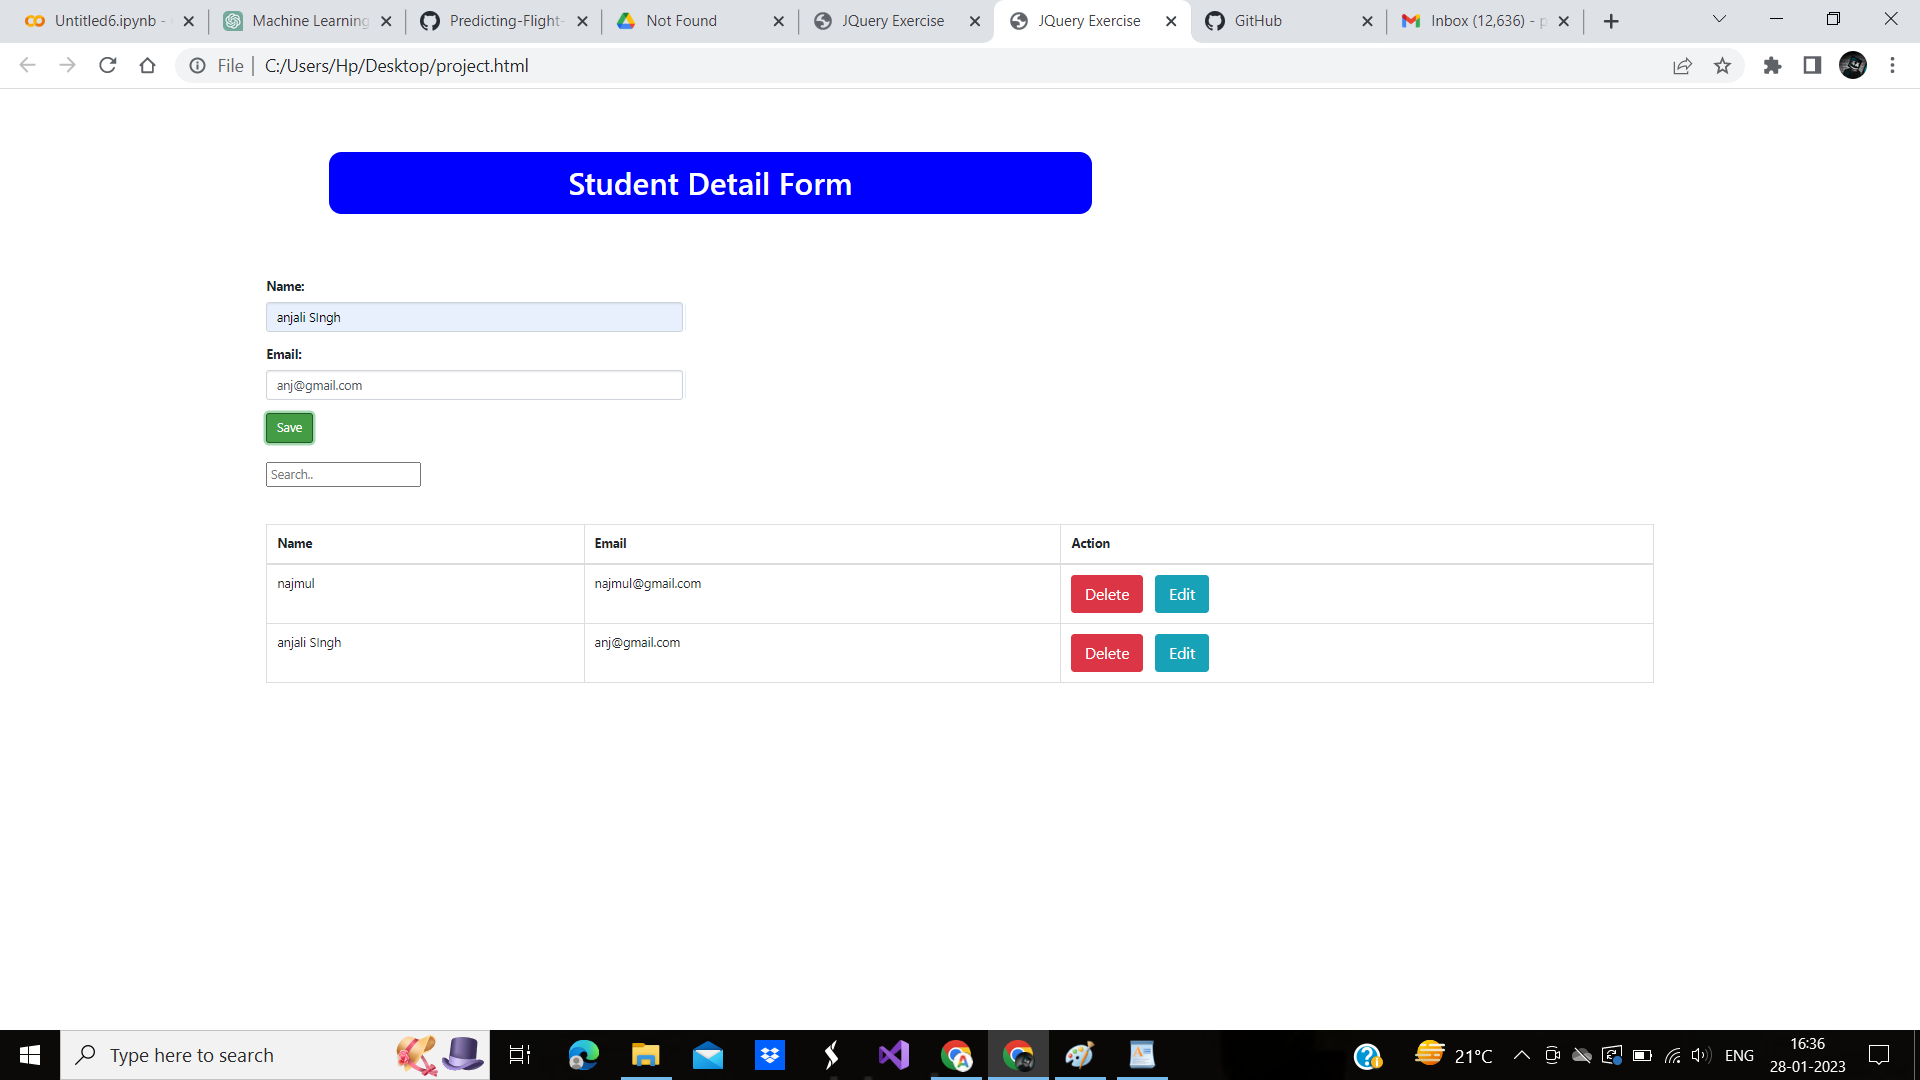 Untitled6.ipynb -
Machine Learning
Predicting-Flight-
Not Found
JQuery Exercise
JQuery Exercise
GitHub
Inbox (12,636) - p
File
C:/Users/Hp/Desktop/project.html
Student Detail Form
Name:
anjali SIngh
Email:
anj@gmail.com
Save
Search..
Name Email Action
najmul najmul@gmail.com Delete Edit
anjali SIngh anj@gmail.com Delete Edit
Type here to search
21°C
ENG
16:36
28-01-2023